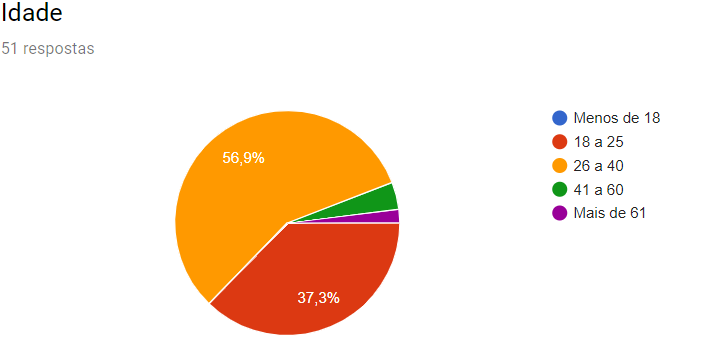 Idade
51 respostas
56,9%
37,3%
Menos de 18
18 a 25
26 a 40
41 a 60
Mais de 61